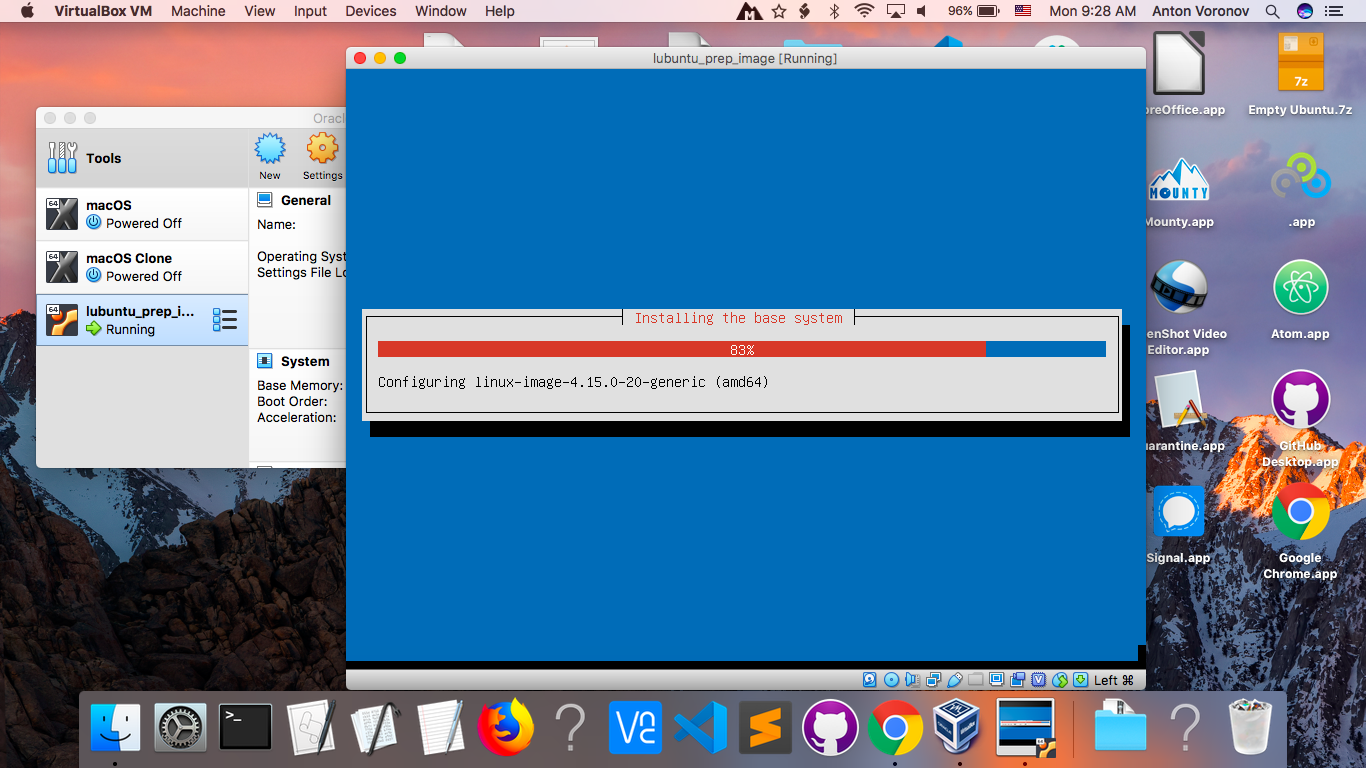 VirtualBox VM Machine View Input Devices Window Help 96% Mon 9:28 AM Anton Voronov
lubuntu_prep_image [Running]
Oracl
Tools
New
Settings
macOS
Powered Off
macOS Clone
Powered Off
lubuntu_prep_i...
Running
General
Name:
Operating Syst
Settings File Lo
System
Base Memory:
Boot Order:
Acceleration:
Installing the base system
83%
Configuring linux-image-4.15.0-20-generic (amd64)
Left ⌘
reOffice.app
7z
Empty Ubuntu.7z
MOUNTY
Mounty.app
.app
enShot Video
Editor.app
Atom.app
uarantine.app
GitHub
Desktop.app
Signal.app
Google
Chrome.app